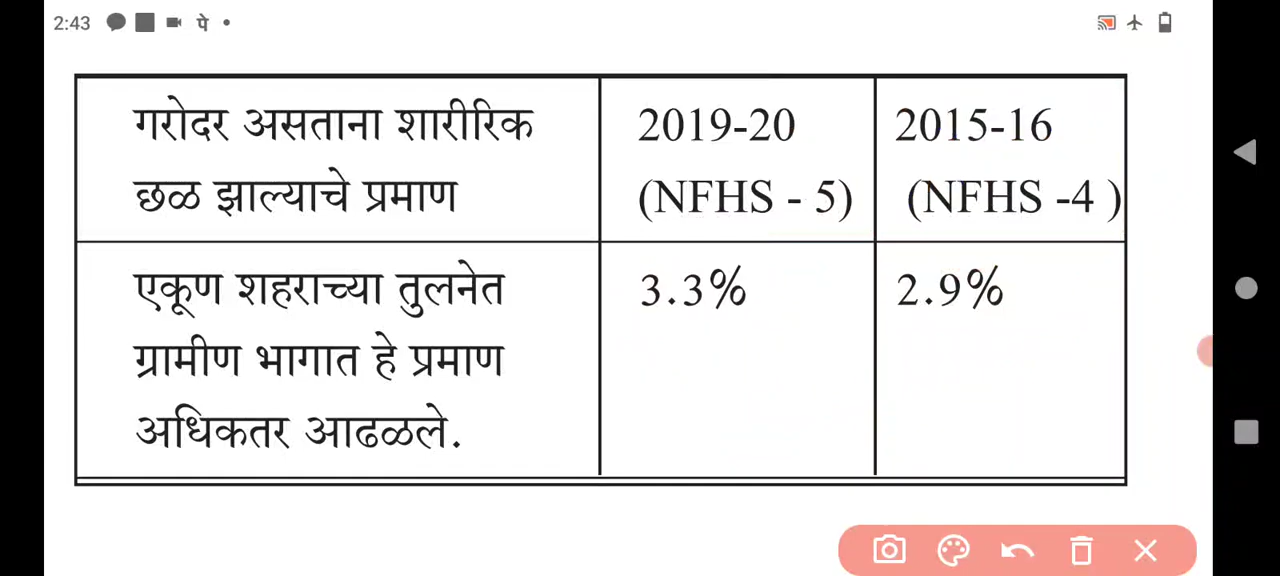 2:43 पे
गरोदर असताना शारीरिक 2019-20 2015-16
छळ झाल्याचे प्रमाण (NFHS - 5) (NFHS -4 )
एकूण शहराच्या तुलनेत 3.3% 2.9%
ग्रामीण भागात हे प्रमाण
अधिकतर आढळले.